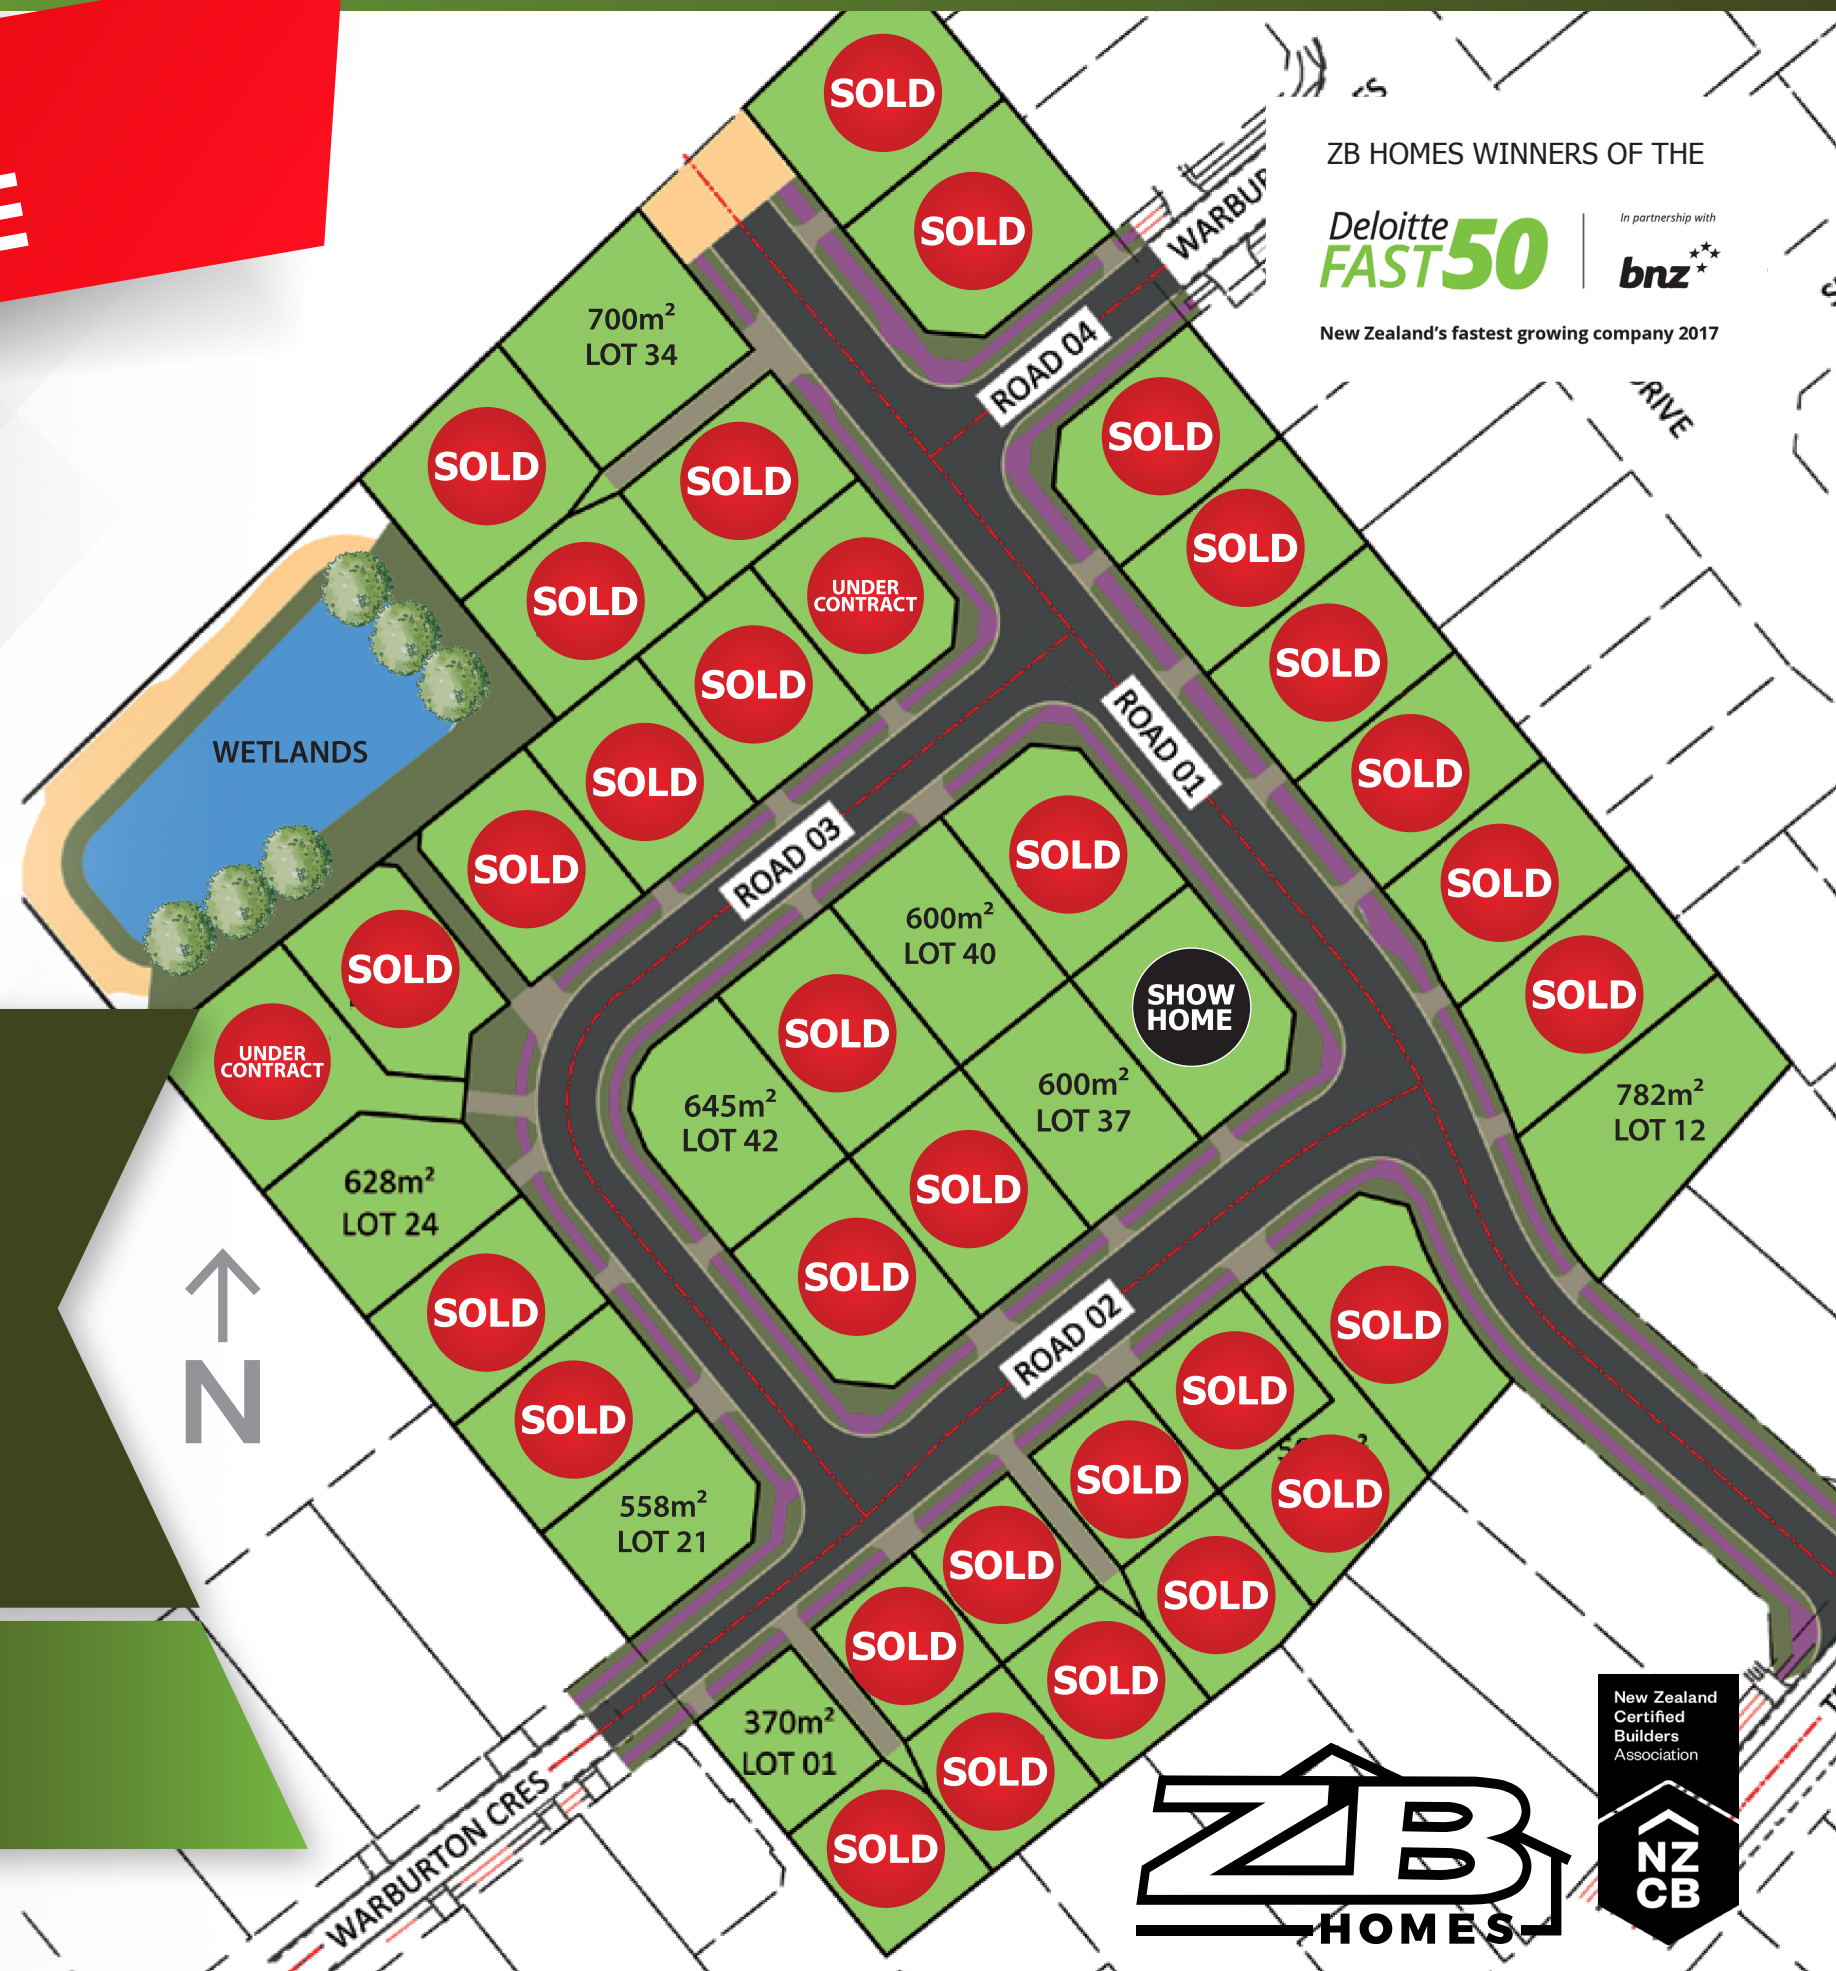 E
SOLD
ZB HOMES WINNERS OF THE
Deloitte
FAST 50
In partnership with
bnz
New Zealand's fastest growing company 2017
SOLD
ROAD 04
700m²
LOT 34
SOLD
SOLD
SOLD
SOLD
SOLD
UNDER
CONTRACT
SOLD
SOLD
SOLD
ROAD 01
WETLANDS
SOLD
SOLD
ROAD 03
SOLD
SOLD
SOLD
600m²
LOT 40
SOLD
SHOW
HOME
SOLD
SOLD
UNDER
CONTRACT
645m²
LOT 42
600m²
LOT 37
782m²
LOT 12
628m²
LOT 24
SOLD
SOLD
SOLD
SOLD
ROAD 02
SOLD
SOLD
SOLD
SOLD
558m²
LOT 21
SOLD
SOLD
SOLD
SOLD
SOLD
370m²
LOT 01
SOLD
SOLD
N
WARBURTON CRES
ZB
HOMES
New Zealand
Certified
Builders
Association
NZ
CB